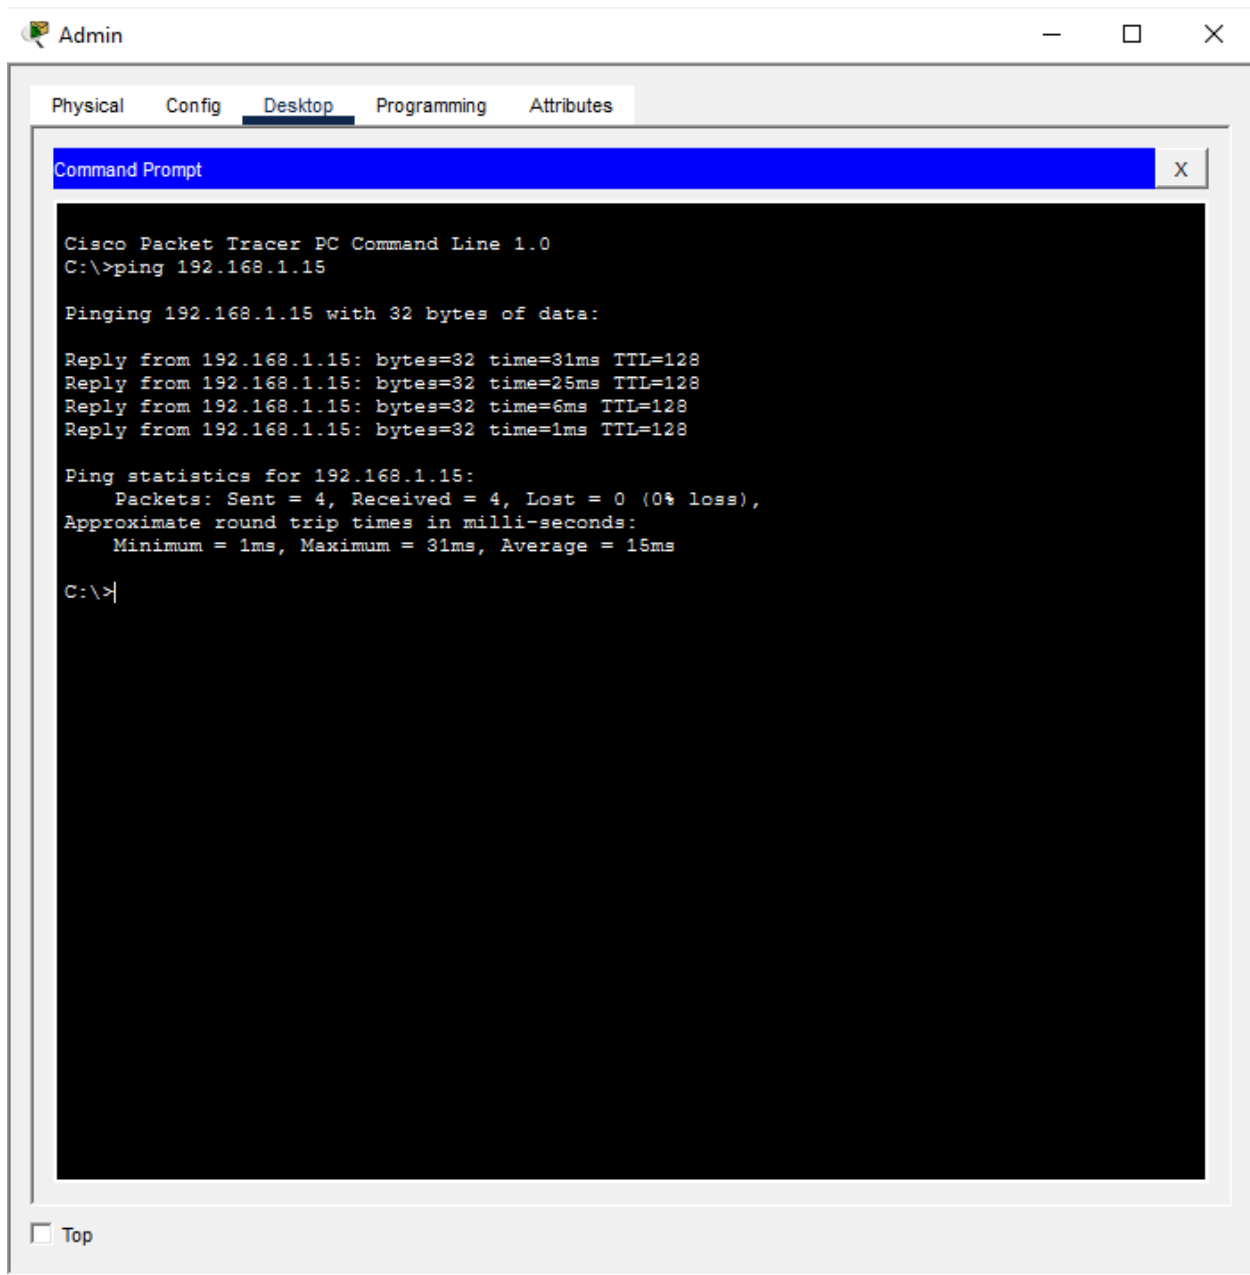 Admin
Physical Config Desktop Programming Attributes
Command Prompt X
Cisco Packet Tracer PC Command Line 1.0
C:\>ping 192.168.1.15
Pinging 192.168.1.15 with 32 bytes of data:
Reply from 192.168.1.15: bytes=32 time=31ms TTL=128
Reply from 192.168.1.15: bytes=32 time=25ms TTL=128
Reply from 192.168.1.15: bytes=32 time=6ms TTL=128
Reply from 192.168.1.15: bytes=32 time=1ms TTL=128
Ping statistics for 192.168.1.15:
Packets: Sent = 4, Received = 4, Lost = 0 (0% loss),
Approximate round trip times in milli-seconds:
Minimum = 1ms, Maximum = 31ms, Average = 15ms
C:\>
Top